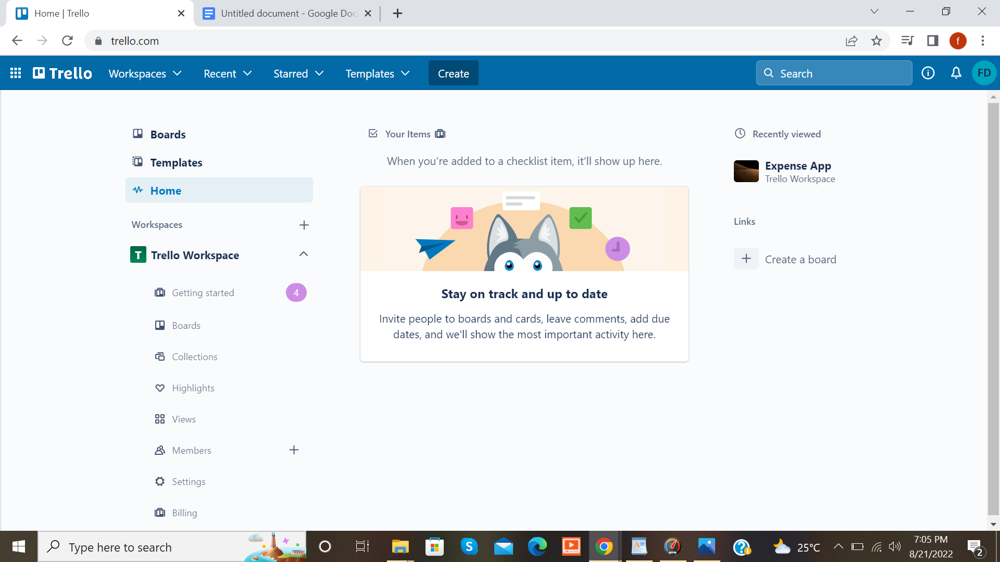 Home | Trello
Untitled document - Google Doc
trello.com
f
Trello
Workspaces
Recent
Starred
Templates
Create
Search
FD
Boards
Templates
Home
Workspaces
T Trello Workspace
Getting started
4
Boards
Collections
Highlights
Views
Members
Settings
Billing
Your Items
When you’re added to a checklist item, it’ll show up here.
Stay on track and up to date
Invite people to boards and cards, leave comments, add due
dates, and we'll show the most important activity here.
Recently viewed
Expense App
Trello Workspace
Links
Create a board
Type here to search
S
WPM
25°C
7:05 PM
8/21/2022
2